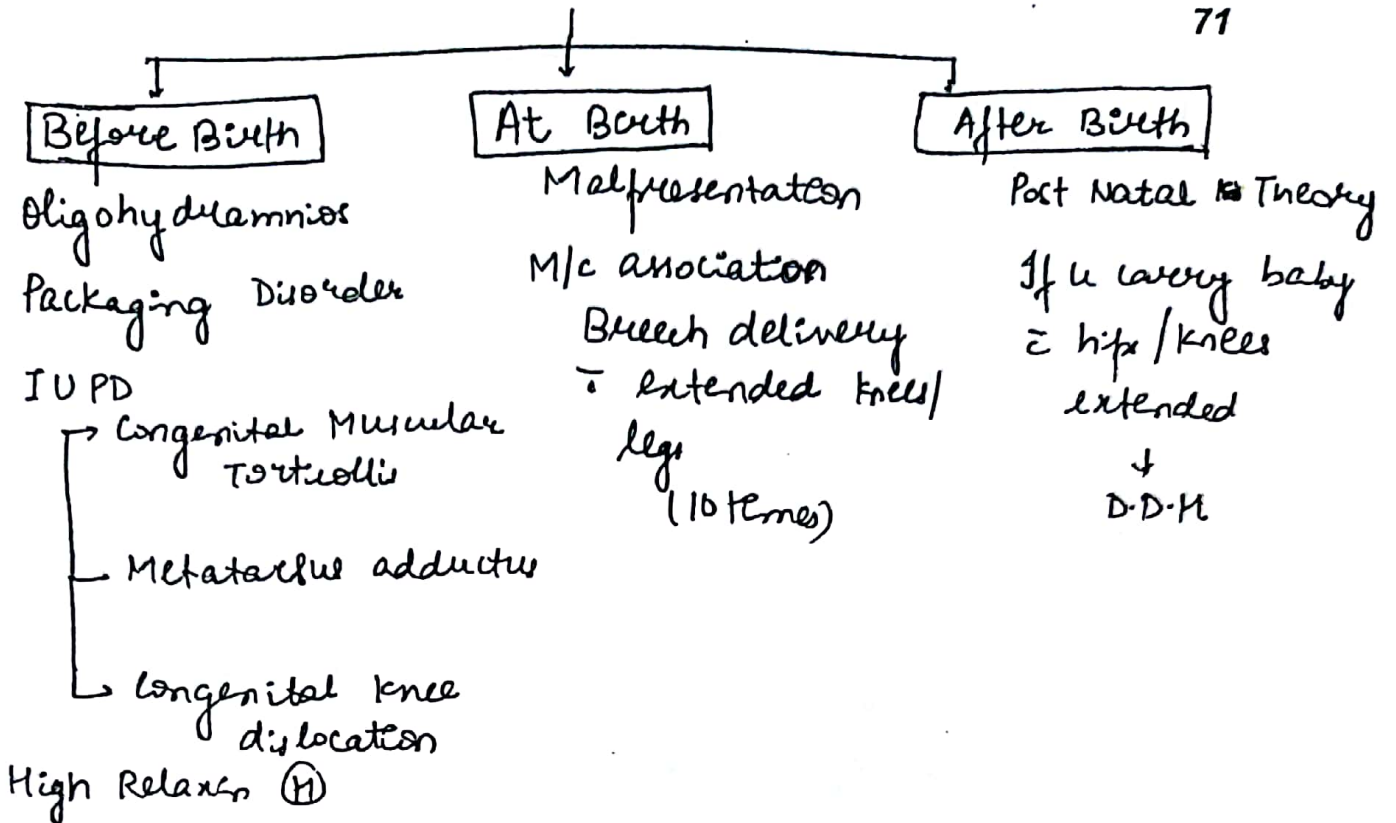 71
Before Birth
Oligohydramnios
Packaging Disorder
IUPD
Congenital Muscular
Torticollis
Metatarsus adductus
Congenital knee
dislocation
High Relaxin Ⓗ
At Birth
Malpresentation
M/c association
Breech delivery
c̄ extended knees/
legs
(10 times)
After Birth
Post Natal Theory
If u carry baby
c̄ hips/knees
extended
↓
D.D.H